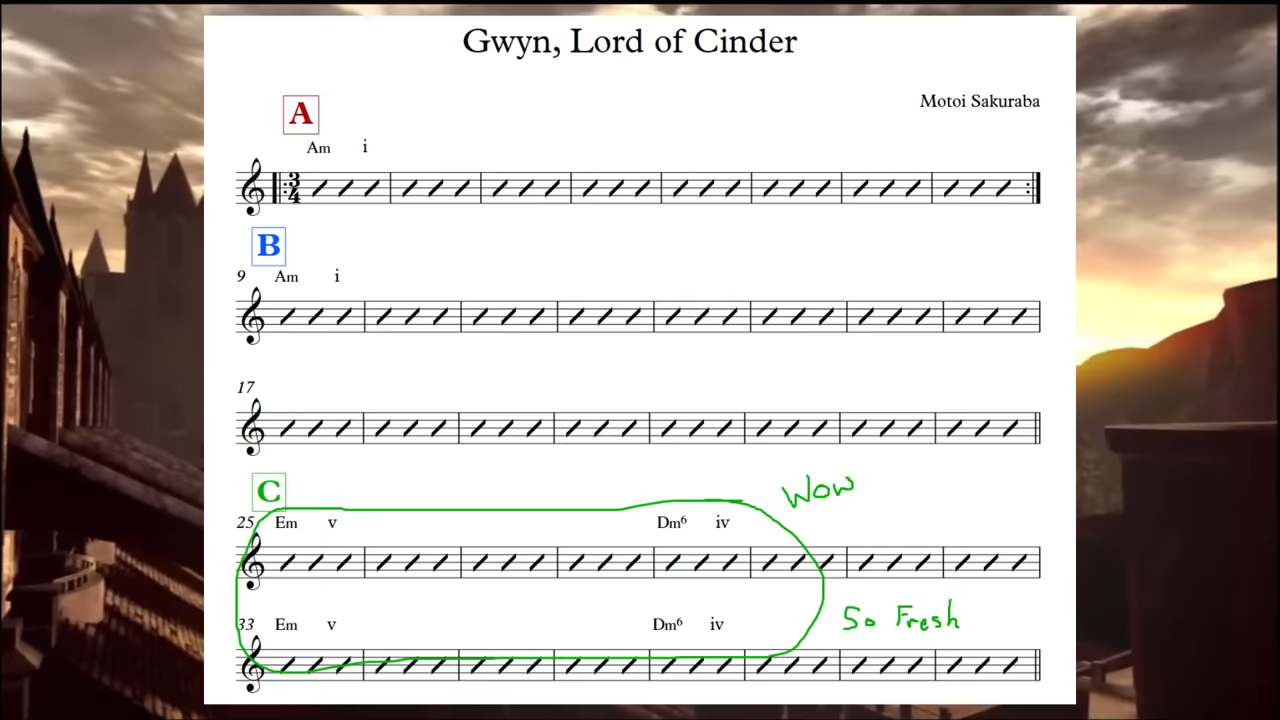 Gwyn, Lord of Cinder
Motoi Sakuraba
A
Am i
3
4
B
9 Am i
17
C
Wow
25 Em v Dm6 iv
So Fresh
33 Em v Dm6 iv